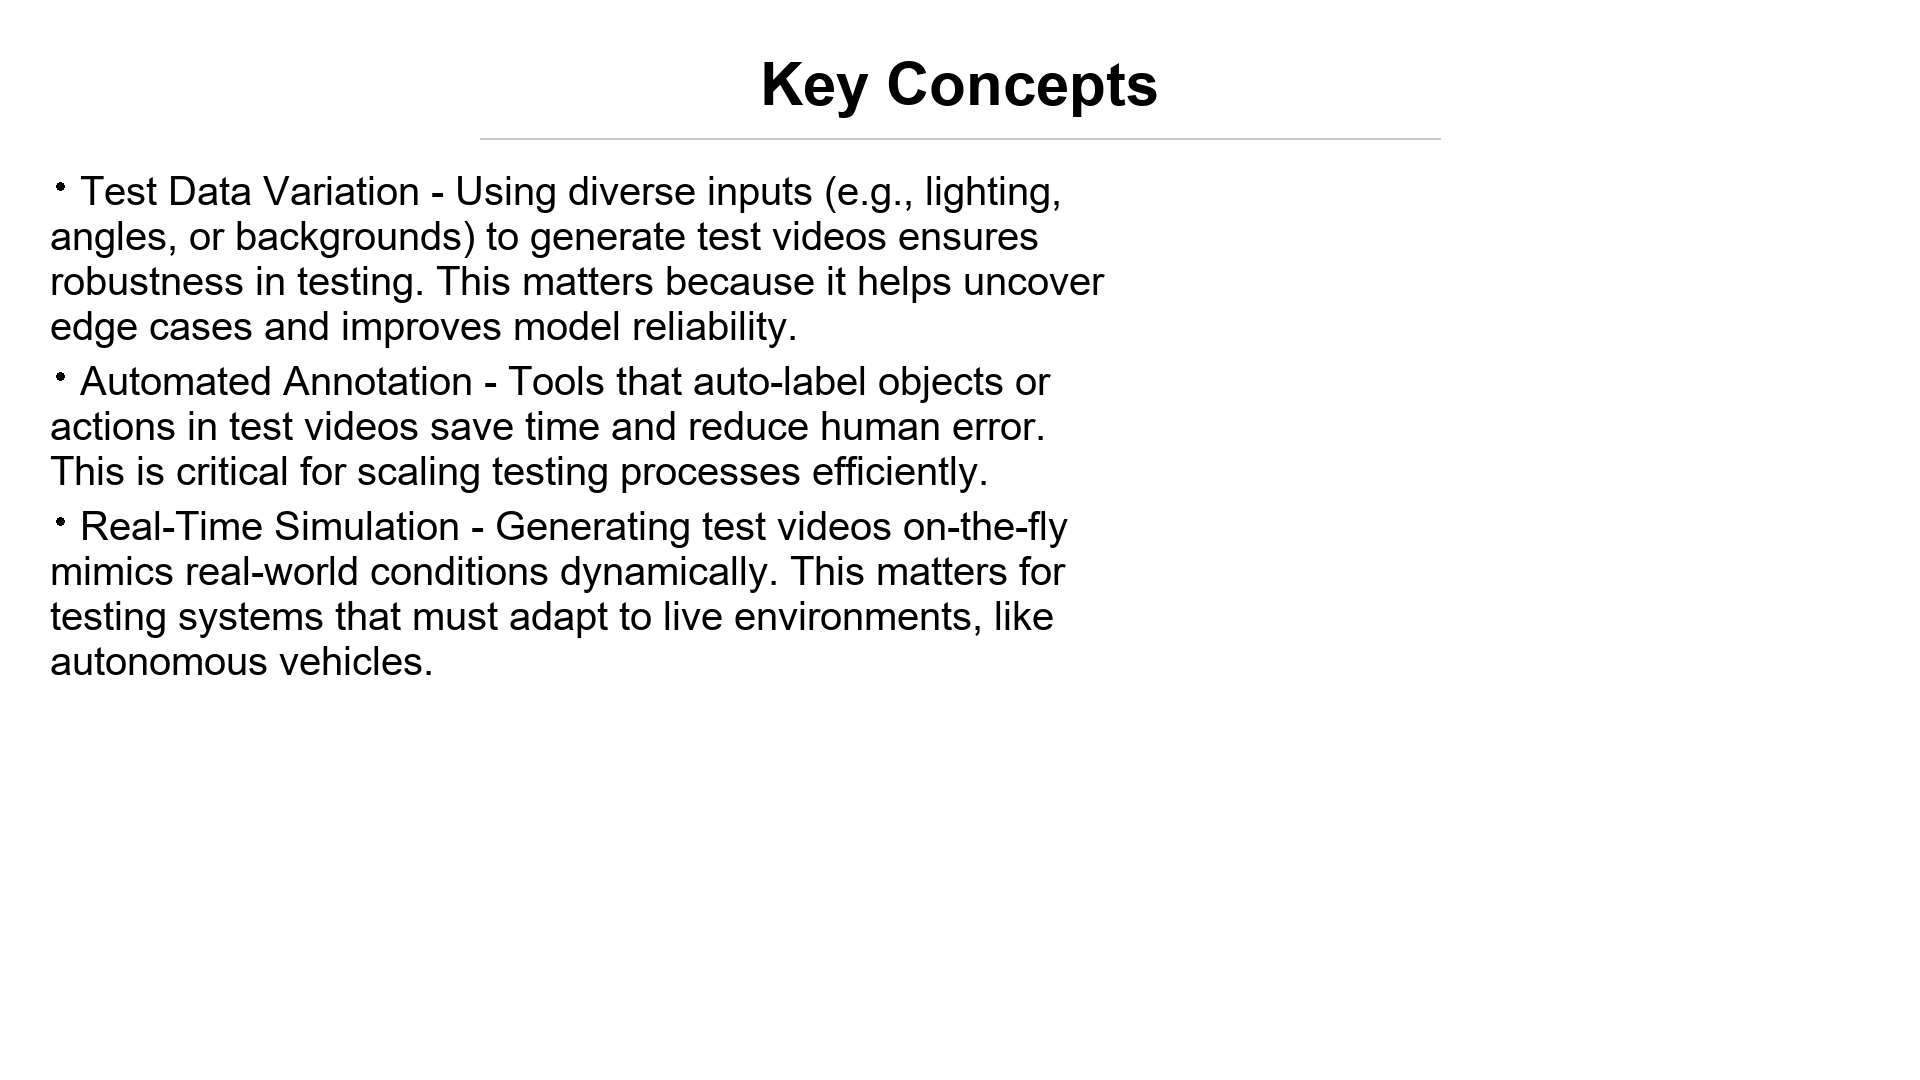 Key Concepts
• Test Data Variation - Using diverse inputs (e.g., lighting,
angles, or backgrounds) to generate test videos ensures
robustness in testing. This matters because it helps uncover
edge cases and improves model reliability.
• Automated Annotation - Tools that auto-label objects or
actions in test videos save time and reduce human error.
This is critical for scaling testing processes efficiently.
• Real-Time Simulation - Generating test videos on-the-fly
mimics real-world conditions dynamically. This matters for
testing systems that must adapt to live environments, like
autonomous vehicles.